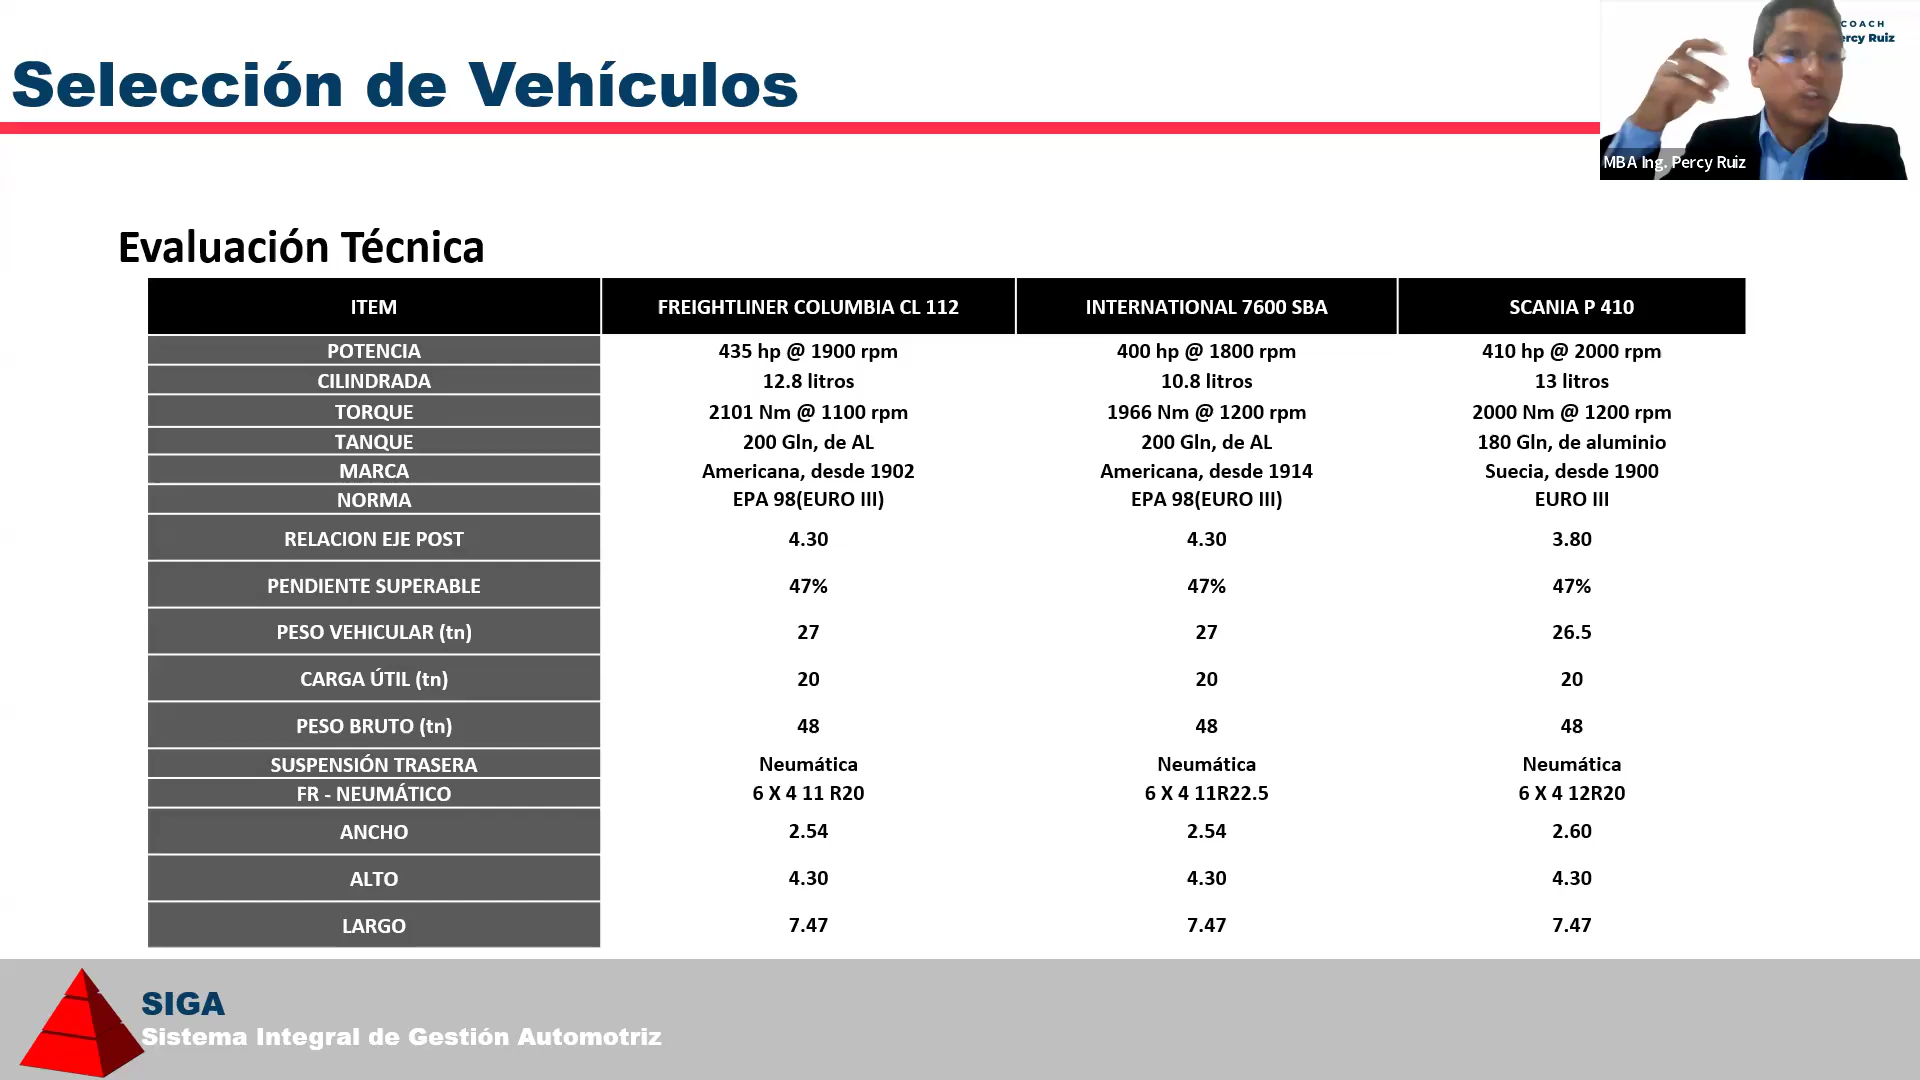 COACH
ercy Ruiz
Selección de Vehículos
MBA Ing. Percy Ruiz
Evaluación Técnica
ITEM FREIGHTLINER COLUMBIA CL 112 INTERNATIONAL 7600 SBA SCANIA P 410
POTENCIA 435 hp @ 1900 rpm 400 hp @ 1800 rpm 410 hp @ 2000 rpm
CILINDRADA 12.8 litros 10.8 litros 13 litros
TORQUE 2101 Nm @ 1100 rpm 1966 Nm @ 1200 rpm 2000 Nm @ 1200 rpm
TANQUE 200 Gln, de AL 200 Gln, de AL 180 Gln, de aluminio
MARCA Americana, desde 1902 Americana, desde 1914 Suecia, desde 1900
NORMA EPA 98(EURO III) EPA 98(EURO III) EURO III
RELACION EJE POST 4.30 4.30 3.80
PENDIENTE SUPERABLE 47% 47% 47%
PESO VEHICULAR (tn) 27 27 26.5
CARGA ÚTIL (tn) 20 20 20
PESO BRUTO (tn) 48 48 48
SUSPENSIÓN TRASERA Neumática Neumática Neumática
FR - NEUMÁTICO 6 X 4 11 R20 6 X 4 11R22.5 6 X 4 12R20
ANCHO 2.54 2.54 2.60
ALTO 4.30 4.30 4.30
LARGO 7.47 7.47 7.47
SIGA
Sistema Integral de Gestión Automotriz